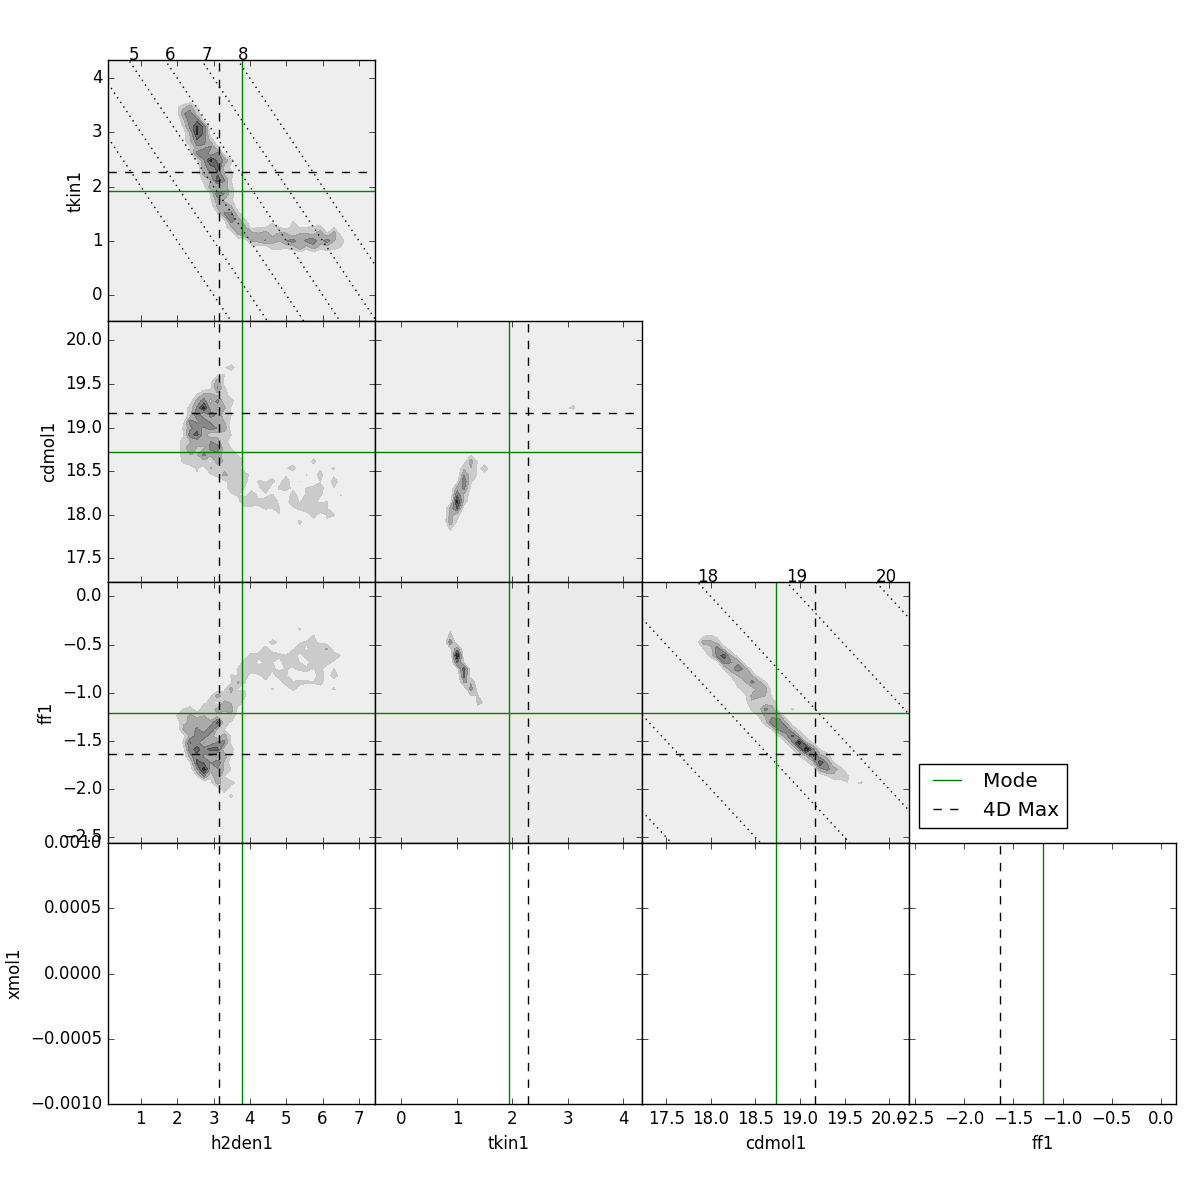 5 6 7 8
4
3
2
1
0
tkin1
20.0
19.5
19.0
18.5
18.0
17.5
cdmol1
18 19 20
0.0
−0.5
−1.0
−1.5
−2.0
−2.5
ff1
Mode
4D Max
0.0010
0.0005
0.0000
−0.0005
−0.0010
xmol1
1 2 3 4 5 6 7
h2den1
0 1 2 3 4
tkin1
17.5 18.0 18.5 19.0 19.5 20.0
cdmol1
−2.5 −2.0 −1.5 −1.0 −0.5 0.0
ff1